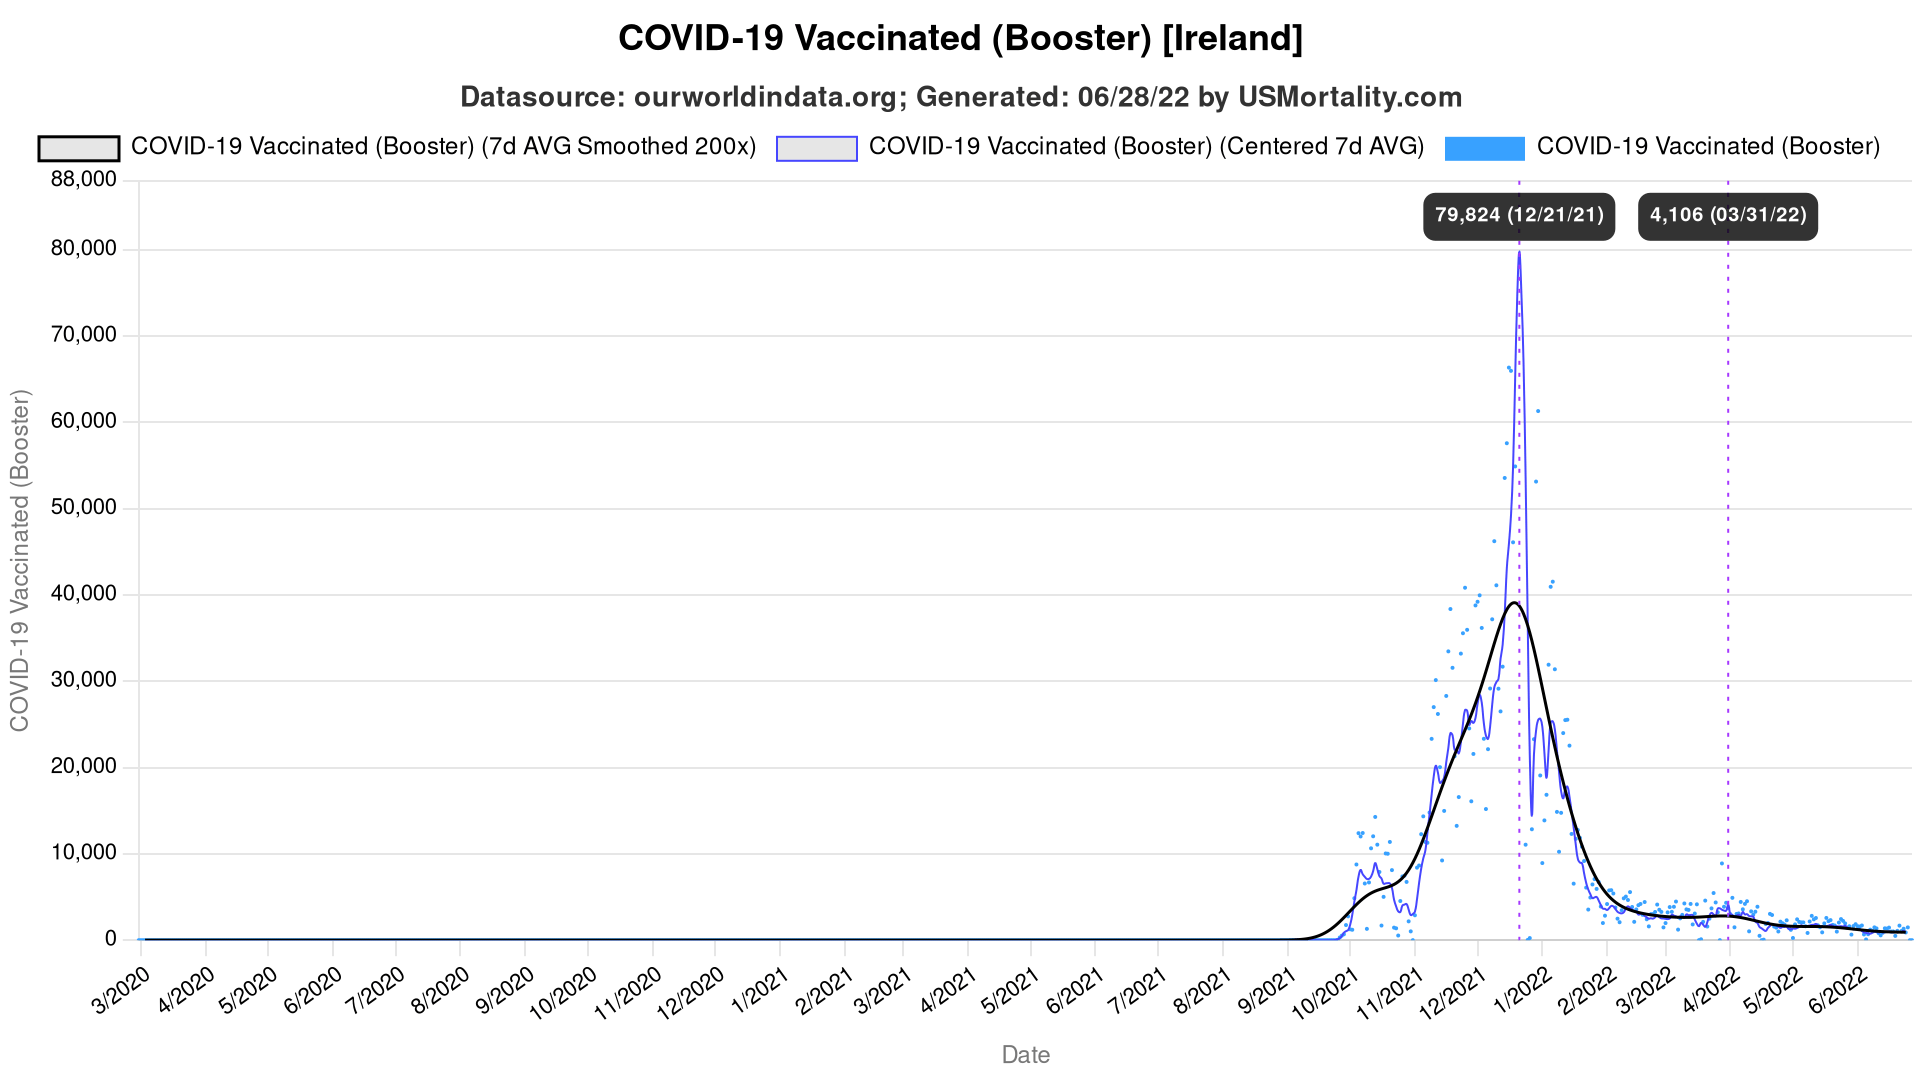 COVID-19 Vaccinated (Booster) [Ireland]
Datasource: ourworldindata.org; Generated: 06/28/22 by USMortality.com
COVID-19 Vaccinated (Booster) (7d AVG Smoothed 200x) COVID-19 Vaccinated (Booster) (Centered 7d AVG) COVID-19 Vaccinated (Booster)
88,000
79,824 (12/21/21) 4,106 (03/31/22)
80,000
70,000
60,000
50,000
40,000
30,000
20,000
10,000
0
COVID-19 Vaccinated (Booster)
3/2020 4/2020 5/2020 6/2020 7/2020 8/2020 9/2020 10/2020 11/2020 12/2020 1/2021 2/2021 3/2021 4/2021 5/2021 6/2021 7/2021 8/2021 9/2021 10/2021 11/2021 12/2021 1/2022 2/2022 3/2022 4/2022 5/2022 6/2022
Date